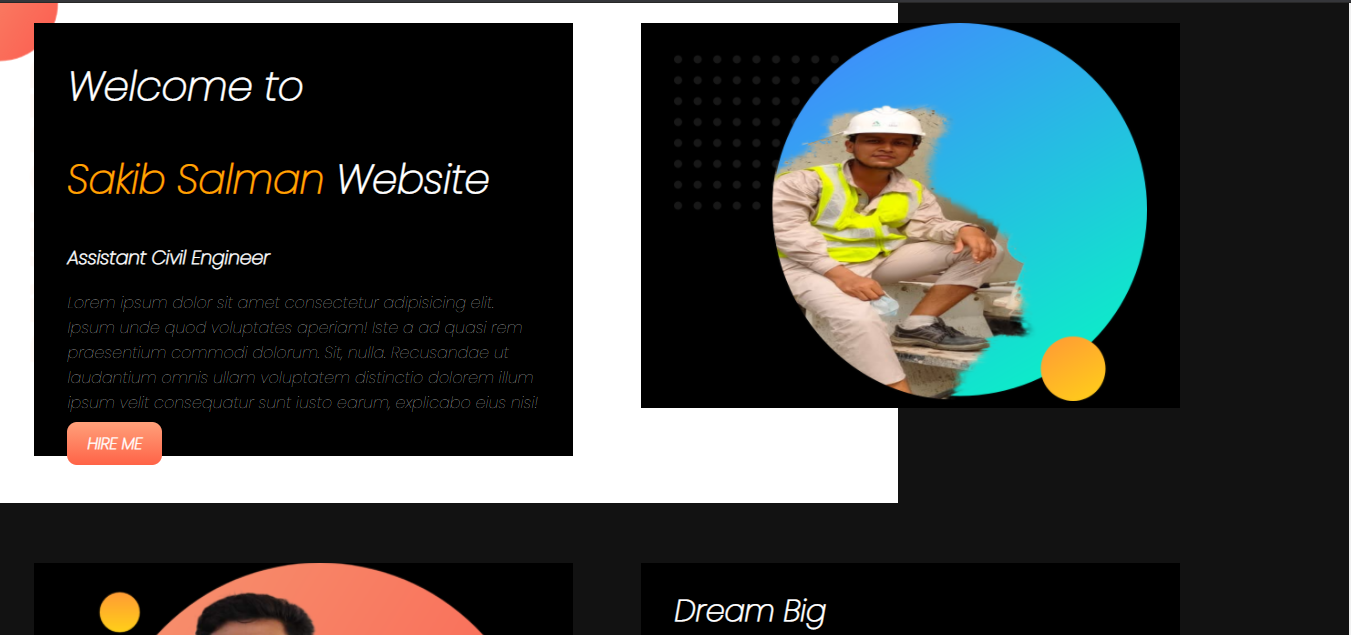 Welcome to
Sakib Salman Website
Assistant Civil Engineer
Lorem ipsum dolor sit amet consectetur adipisicing elit.
Ipsum unde quod voluptates aperiam! Iste a ad quasi rem
praesentium commodi dolorum. Sit, nulla. Recusandae ut
laudantium omnis ullam voluptatem distinctio dolorem illum
ipsum velit consequatur sunt iusto earum, explicabo eius nisi!
HIRE ME
Dream Big